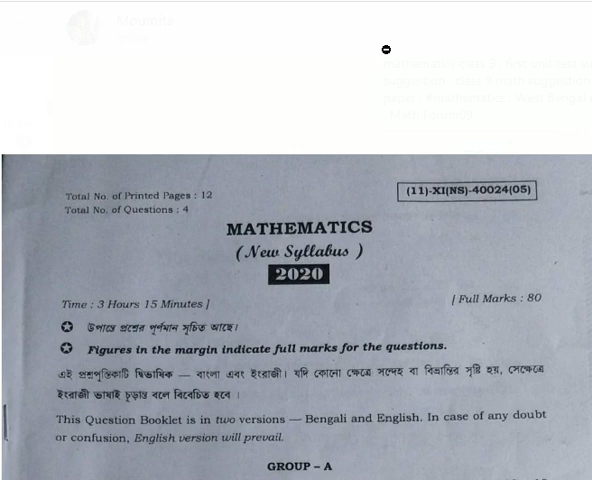 Total No. of Printed Pages : 12
(11)-XI(NS)-40024(05)
Total No. of Questions : 4
MATHEMATICS
( New Syllabus )
2020
Time : 3 Hours 15 Minutes ]
[ Full Marks : 80
উপান্তে প্রশ্নের পূর্ণমান সূচিত আছে।
Figures in the margin indicate full marks for the questions.
এই প্রশ্নপুস্তিকাটি দ্বিভাষিক — বাংলা এবং ইংরাজী। যদি কোনো ক্ষেত্রে সন্দেহ বা বিভ্রান্তির সৃষ্টি হয়, সেক্ষেত্রে
ইংরাজী ভাষাই চূড়ান্ত বলে বিবেচিত হবে ।
This Question Booklet is in two versions — Bengali and English. In case of any doubt
or confusion, English version will prevail.
GROUP – A